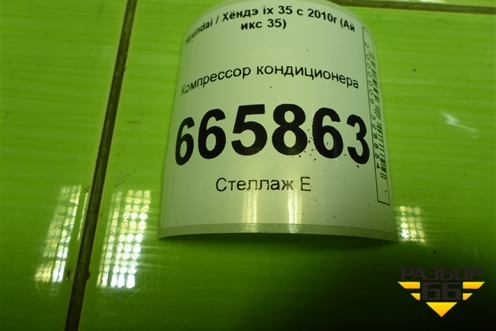 Hyundai / Хёндэ ix 35 с 2010г (Ай
икс 35)
Компрессор кондиционера
665863
Стеллаж Е
РАЗБОР
66